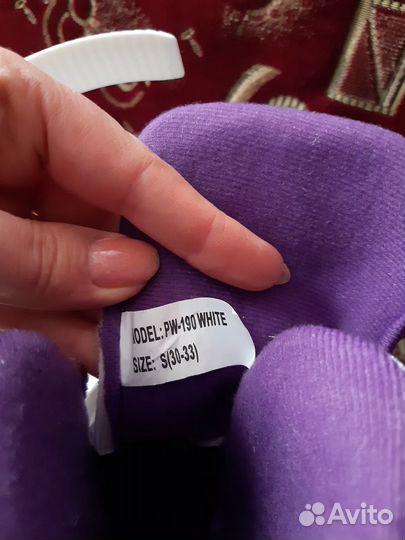 MODEL: PW-190 WHITE
SIZE: S(30-33)
Avito